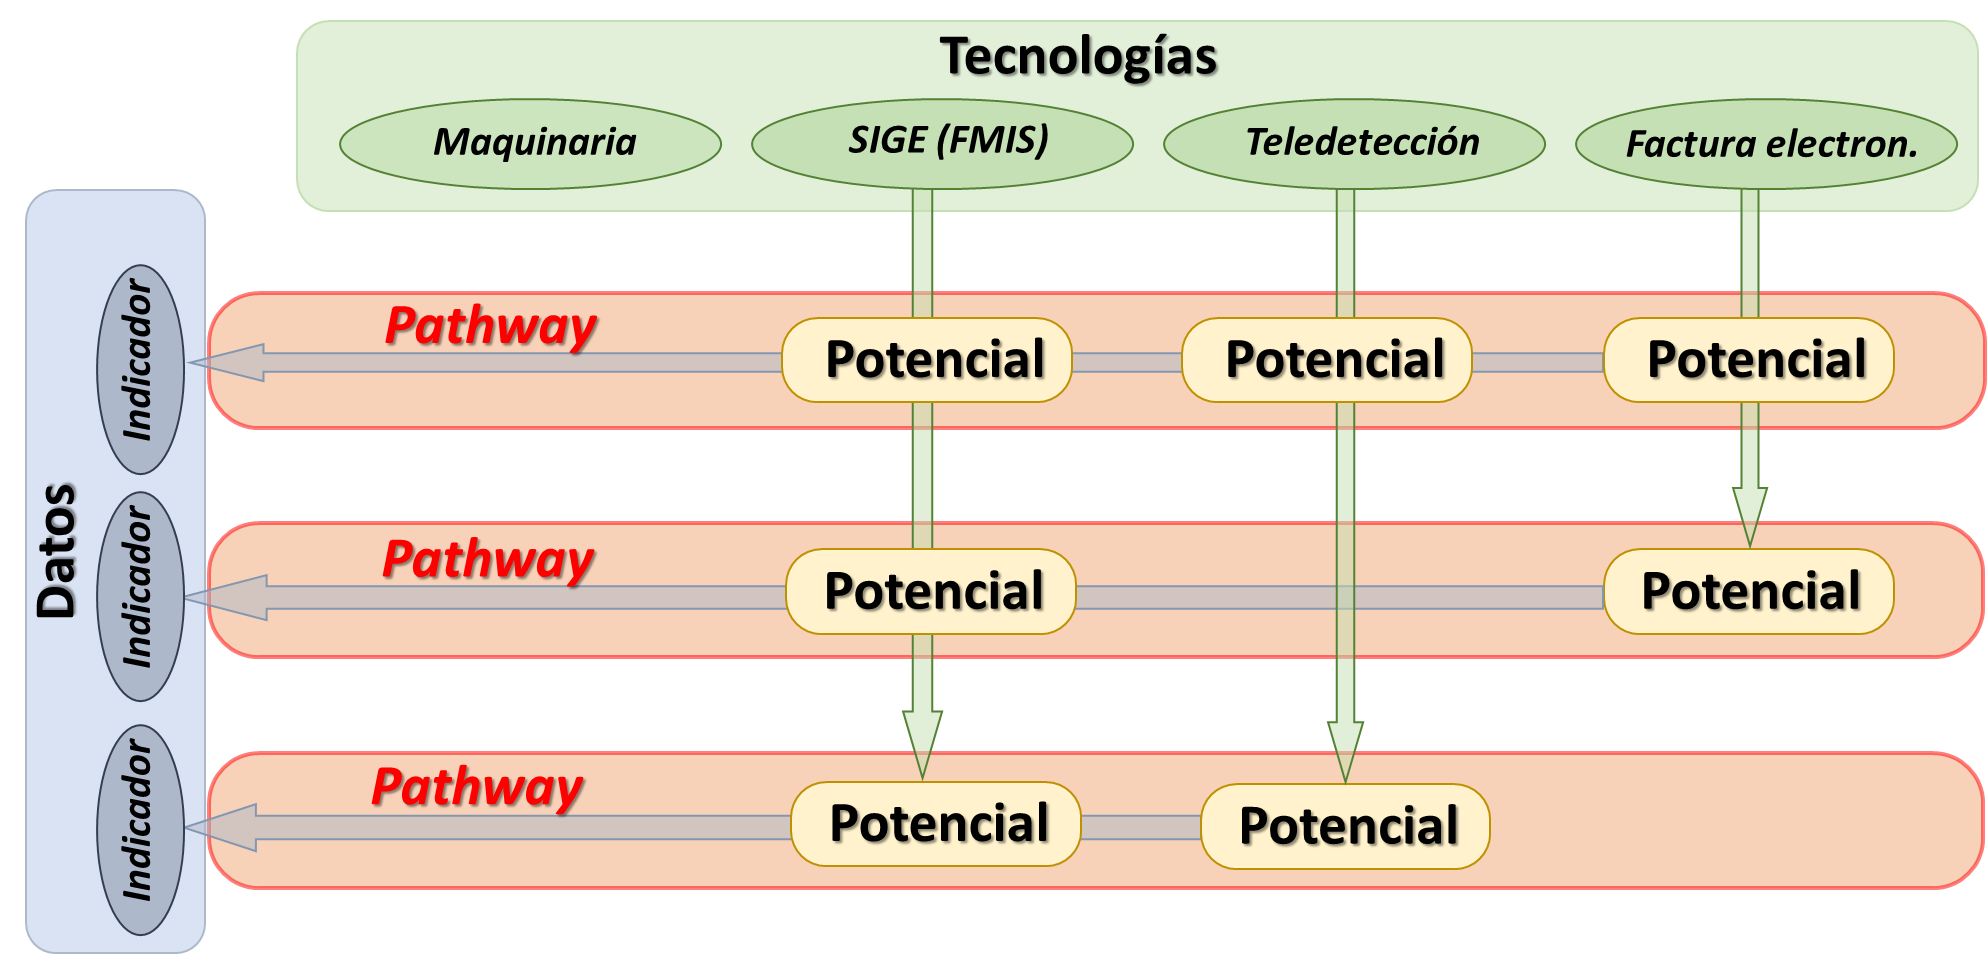 Tecnologías
Maquinaria
SIGE (FMIS)
Teledetección
Factura electron.
Datos
Indicador
Pathway
Potencial
Potencial
Potencial
Indicador
Pathway
Potencial
Potencial
Indicador
Pathway
Potencial
Potencial